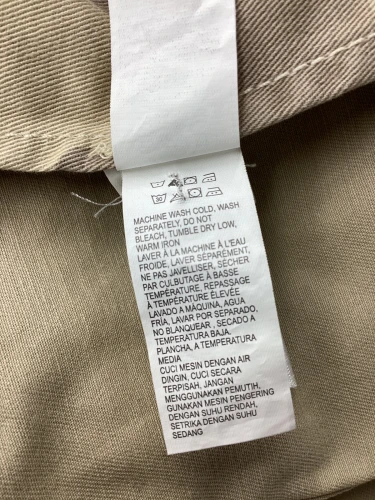 MACHINE WASH COLD, WASH
SEPARATELY, DO NOT
BLEACH, TUMBLE DRY LOW,
WARM IRON
LAVER À LA MACHINE À L'EAU
FROIDE, LAVER SÉPARÉMENT,
NE PAS JAVELLISER, SÉCHER
PAR CULBUTAGE À BASSE
TEMPÉRATURE, REPASSAGE
À TEMPÉRATURE ÉLEVÉE
LAVADO A MÁQUINA, AGUA
FRÍA, LAVAR POR SEPARADO,
NO BLANQUEAR , SECADO A
TEMPERATURA BAJA.
PLANCHA, A TEMPERATURA
MEDIA
CUCI MESIN DENGAN AIR
DINGIN, CUCI SECARA
TERPISAH, JANGAN
MENGGUNAKAN PEMUTIH,
GUNAKAN MESIN PENGERING
DENGAN SUHU RENDAH,
SETRIKA DENGAN SUHU
SEDANG